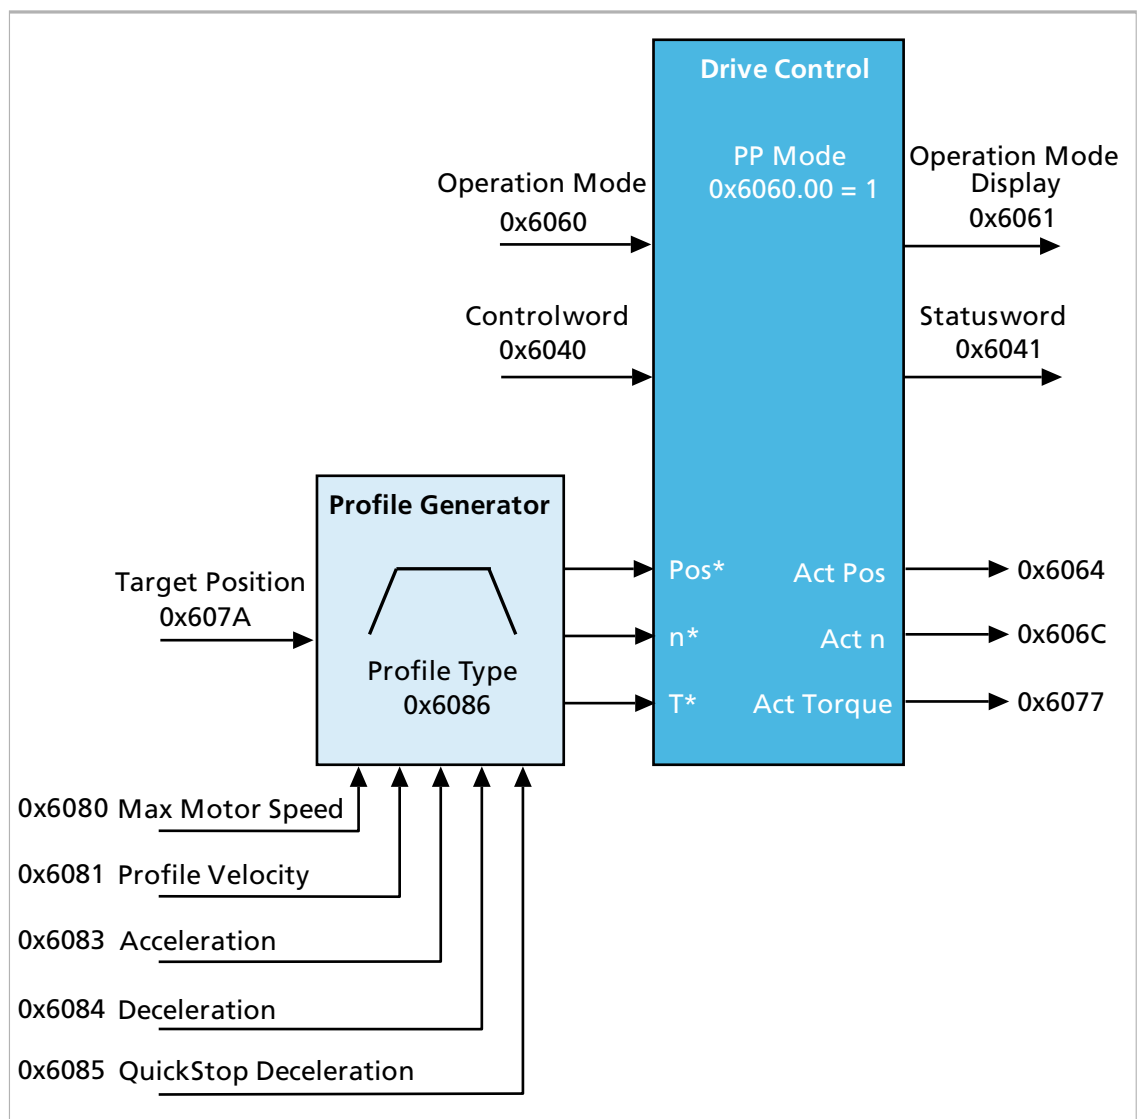 Drive Control
PP Mode
0x6060.00 = 1
Operation Mode
0x6060
Operation Mode
Display
0x6061
Controlword
0x6040
Statusword
0x6041
Profile Generator
Profile Type
0x6086
Target Position
0x607A
Pos*
Act Pos
0x6064
n*
Act n
0x606C
T*
Act Torque
0x6077
0x6080 Max Motor Speed
0x6081 Profile Velocity
0x6083 Acceleration
0x6084 Deceleration
0x6085 QuickStop Deceleration